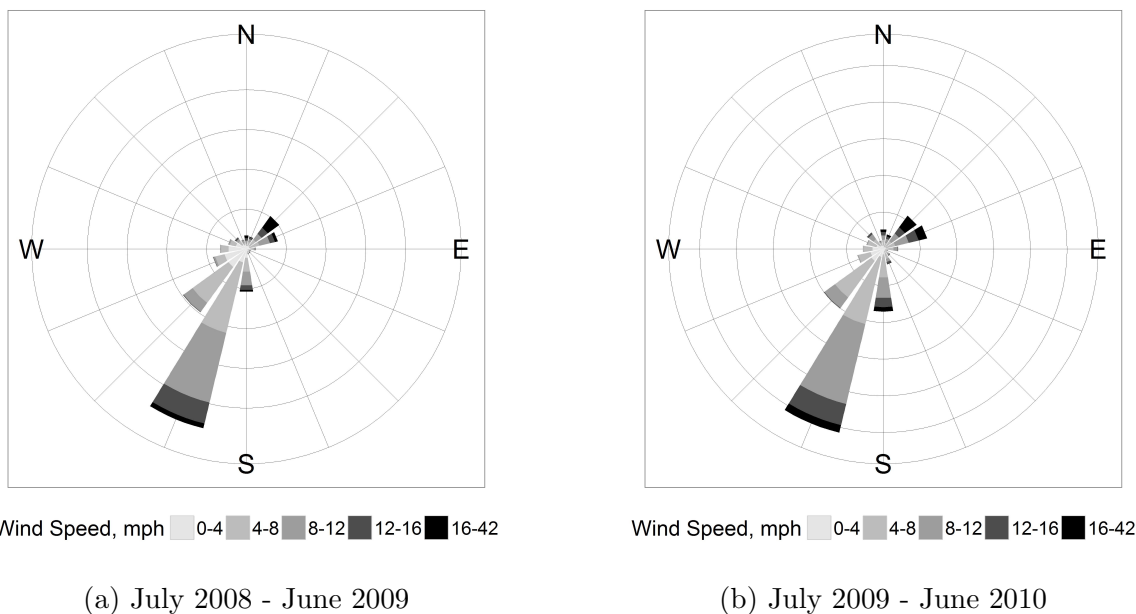 N
W
E
S
Wind Speed, mph 0-4 4-8 8-12 12-16 16-42
(a) July 2008 - June 2009
N
W
E
S
Wind Speed, mph 0-4 4-8 8-12 12-16 16-42
(b) July 2009 - June 2010